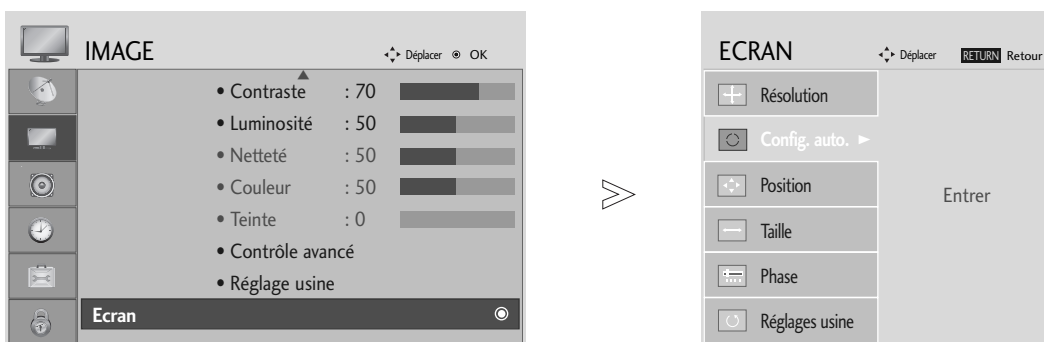 IMAGE
Déplacer OK
• Contraste : 70
• Luminosité : 50
• Netteté : 50
• Couleur : 50
• Teinte : 0
• Contrôle avancé
• Réglage usine
Ecran
ECRAN
Déplacer RETURN Retour
Résolution
Config. auto. ►
Position
Taille
Phase
Réglages usine
Entrer